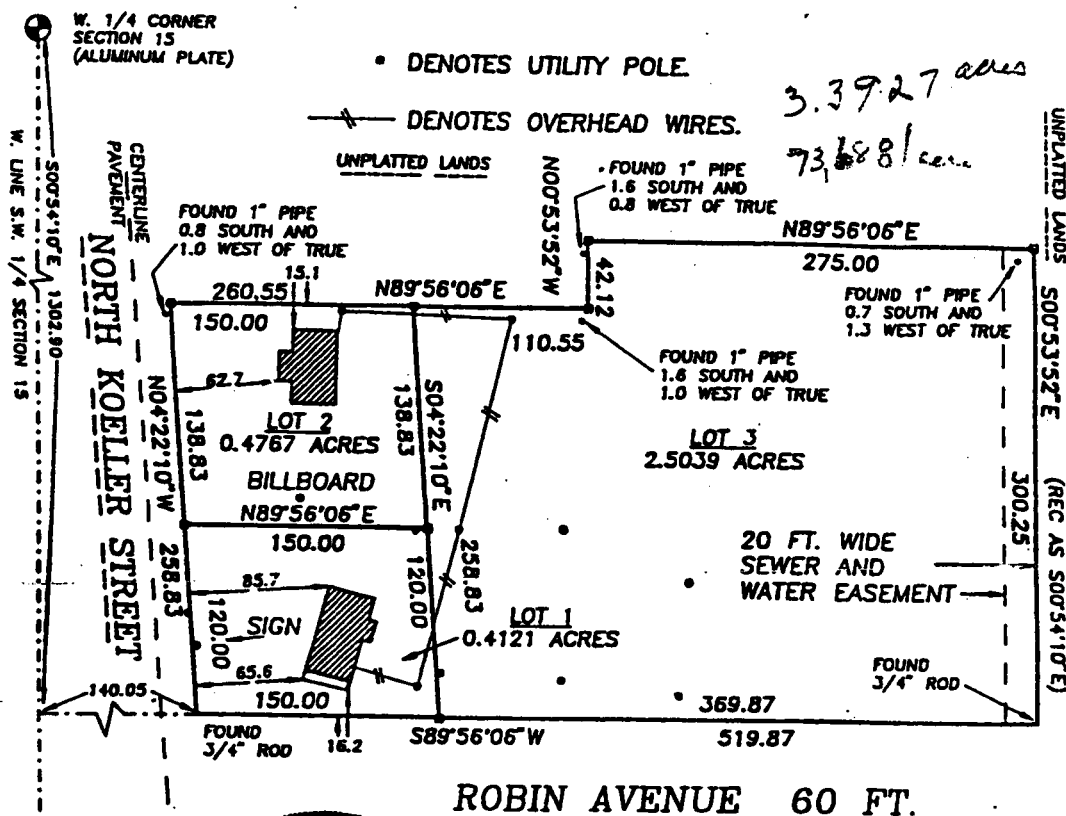 W. 1/4 CORNER
SECTION 15
(ALUMINUM PLATE)
• DENOTES UTILITY POLE.
DENOTES OVERHEAD WIRES.
3.3927 acres
UNPLATTED LANDS
UNPLATTED LANDS
W. LINE S.W. 1/4 SECTION 15
S00°54'10"E 1302.90
CENTERLINE
PAVEMENT
NORTH KOELLER STREET
FOUND 1" PIPE
0.8 SOUTH AND
1.0 WEST OF TRUE
15.1
260.55
N89°56'06"E
150.00
110.55
N00°53'52"W
42.12
FOUND 1" PIPE
1.6 SOUTH AND
0.8 WEST OF TRUE
N89°56'06"E
275.00
FOUND 1" PIPE
0.7 SOUTH AND
1.3 WEST OF TRUE
FOUND 1" PIPE
1.6 SOUTH AND
1.0 WEST OF TRUE
S00°53'52"E
300.25
(REC AS S00°54'10"E)
62.7
N04°22'10"W
138.83
LOT 2
0.4767 ACRES
138.83
S04°22'10"E
LOT 3
2.5039 ACRES
BILLBOARD
N89°56'06"E
150.00
258.83
120.00
258.83
120.00
20 FT. WIDE
SEWER AND
WATER EASEMENT
85.7
SIGN
LOT 1
0.4121 ACRES
65.6
140.05
150.00
FOUND
3/4" ROD
16.2
S89°56'06"W
369.87
519.87
FOUND
3/4" ROD
ROBIN AVENUE 60 FT.